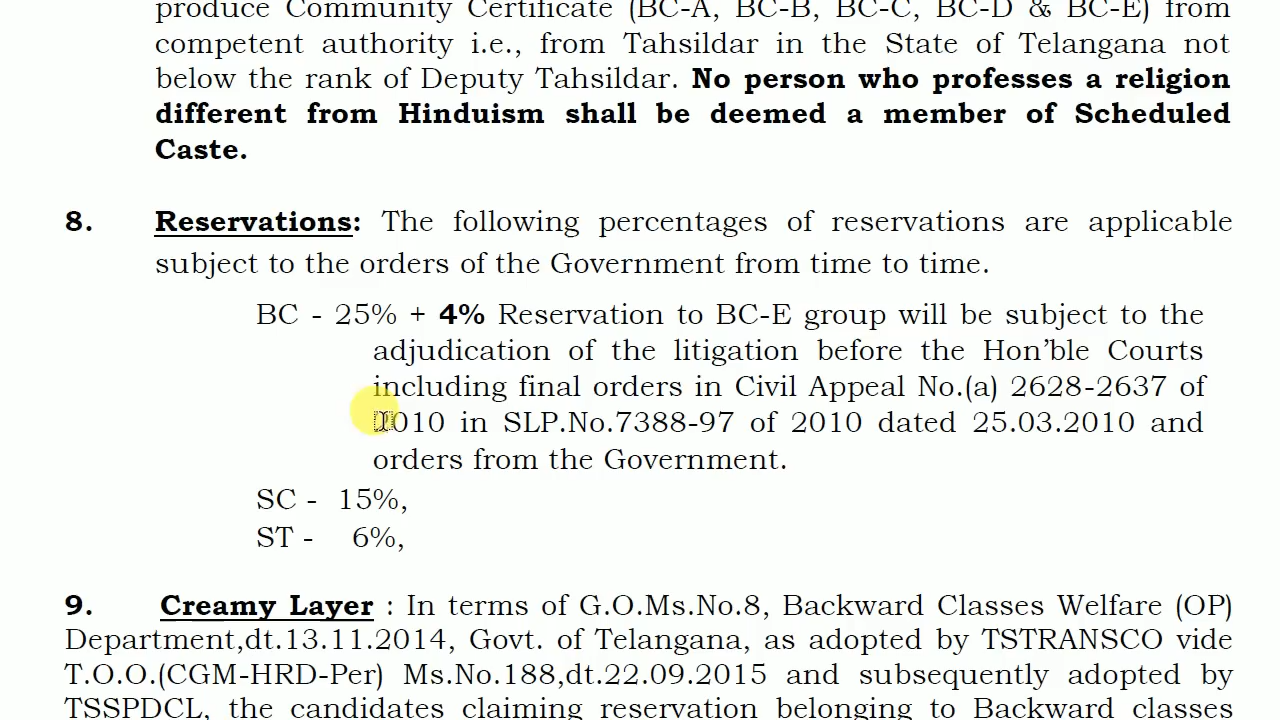 produce Community Certificate (BC-A, BC-B, BC-C, BC-D & BC-E) from
competent authority i.e., from Tahsildar in the State of Telangana not
below the rank of Deputy Tahsildar. No person who professes a religion
different from Hinduism shall be deemed a member of Scheduled
Caste.
8. Reservations: The following percentages of reservations are applicable
subject to the orders of the Government from time to time.
BC - 25% + 4% Reservation to BC-E group will be subject to the
adjudication of the litigation before the Hon’ble Courts
including final orders in Civil Appeal No.(a) 2628-2637 of
2010 in SLP.No.7388-97 of 2010 dated 25.03.2010 and
orders from the Government.
SC - 15%,
ST - 6%,
9. Creamy Layer : In terms of G.O.Ms.No.8, Backward Classes Welfare (OP)
Department,dt.13.11.2014, Govt. of Telangana, as adopted by TSTRANSCO vide
T.O.O.(CGM-HRD-Per) Ms.No.188,dt.22.09.2015 and subsequently adopted by
TSSPDCL, the candidates claiming reservation belonging to Backward classes